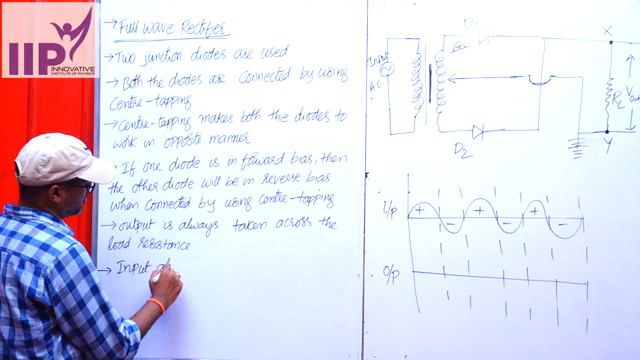 IIP
INNOVATIVE
INSTITUTE OF PHYSICS
→ Full wave Rectifier
→ Two junction diodes are used
→ Both the diodes are Connected by using
Centre-tapping
→ Centre-tapping makes both the diodes to
work in opposite manner
→ If one diode is in forward bias, then
the other diode will be in reverse bias
when connected by using centre-tapping
→ output is always taken across the
load resistance
→ Input
Input
AC
D1
D2
X
RL
Vout
Y
i/p
+ − + − + −
o/p